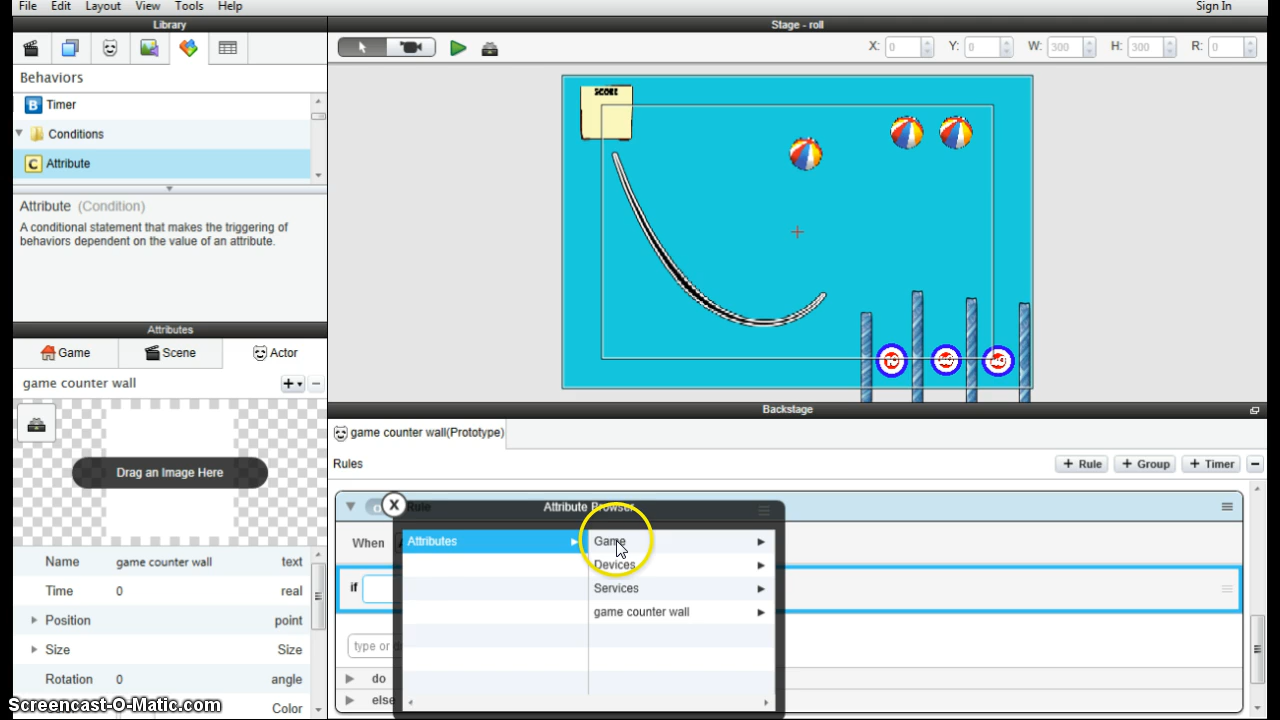 File Edit Layout View Tools Help Sign In
Library
Stage - roll
X: 0 Y: 0 W: 300 H: 300 R: 0
Behaviors
B Timer
Conditions
C Attribute
Attribute (Condition)
A conditional statement that makes the triggering of
behaviors dependent on the value of an attribute.
SCORE
Attributes
Game Scene Actor
game counter wall
Drag an Image Here
Name game counter wall text
Time 0 real
Position point
Size Size
Rotation 0 angle
Color
Backstage
game counter wall(Prototype)
Rules
+ Rule + Group + Timer
X Rule Attribute Browser
When
Attributes Game
Devices
Services
game counter wall
if
type or d
do
else
Screencast-O-Matic.com